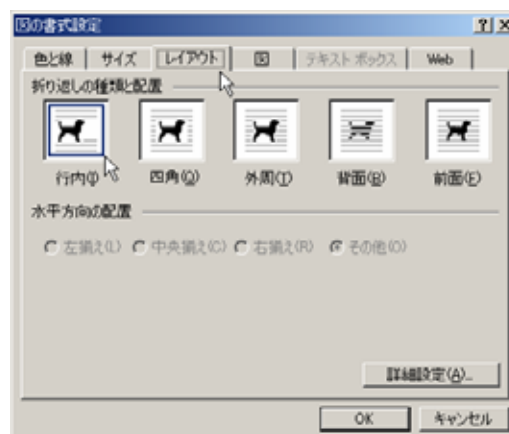 図の書式設定
色と線 サイズ レイアウト 図 テキスト ボックス Web
折り返しの種類と配置
行内(I) 四角(Q) 外周(T) 背面(B) 前面(F)
水平方向の配置
左揃え(L) 中央揃え(C) 右揃え(R) その他(O)
詳細設定(A)...
OK キャンセル